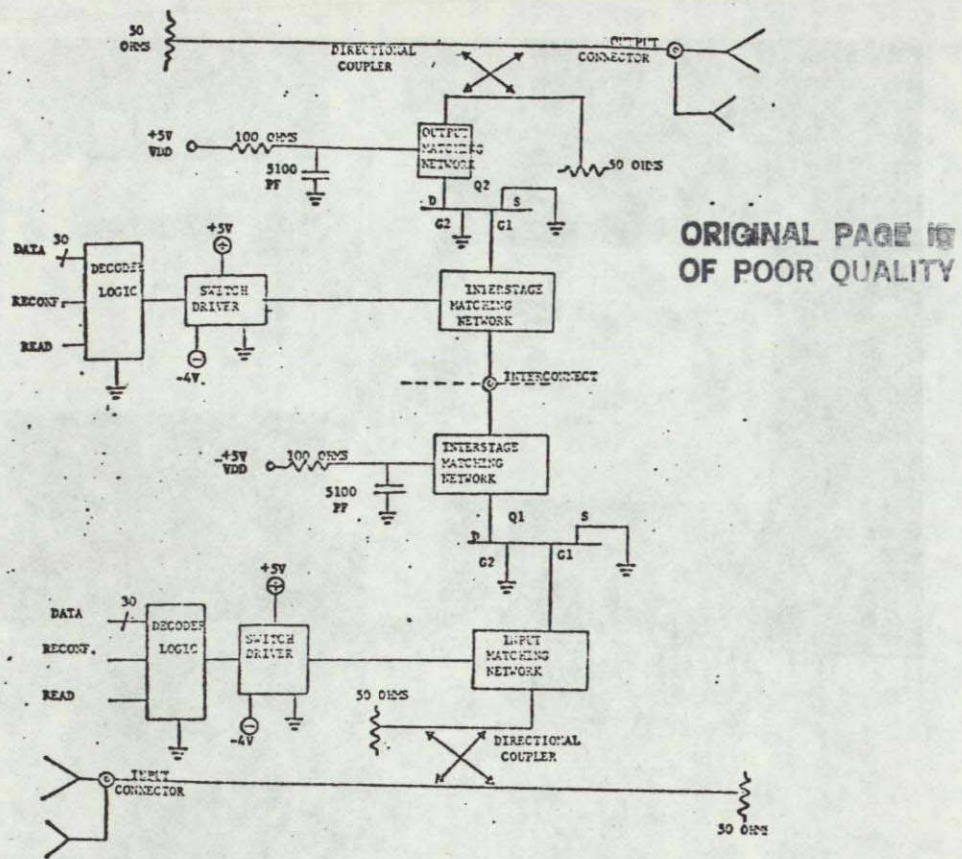 50
OHMS
DIRECTIONAL
COUPLER
OUTPUT
CONNECTOR
+5V
VDD
100 OHMS
5100
PF
OUTPUT
MATCHING
NETWORK
50 OHMS
Q2
D
S
G2
G1
ORIGINAL PAGE IS
OF POOR QUALITY
DATA
30
RECONF.
READ
DECODER
LOGIC
+5V
SWITCH
DRIVER
-4V
INTERSTAGE
MATCHING
NETWORK
INTERCONNECT
+5V
VDD
100 OHMS
5100
PF
INTERSTAGE
MATCHING
NETWORK
Q1
D
S
G2
G1
DATA
30
RECONF.
READ
DECODER
LOGIC
+5V
SWITCH
DRIVER
-4V
INPUT
MATCHING
NETWORK
50 OHMS
DIRECTIONAL
COUPLER
INPUT
CONNECTOR
50 OHMS